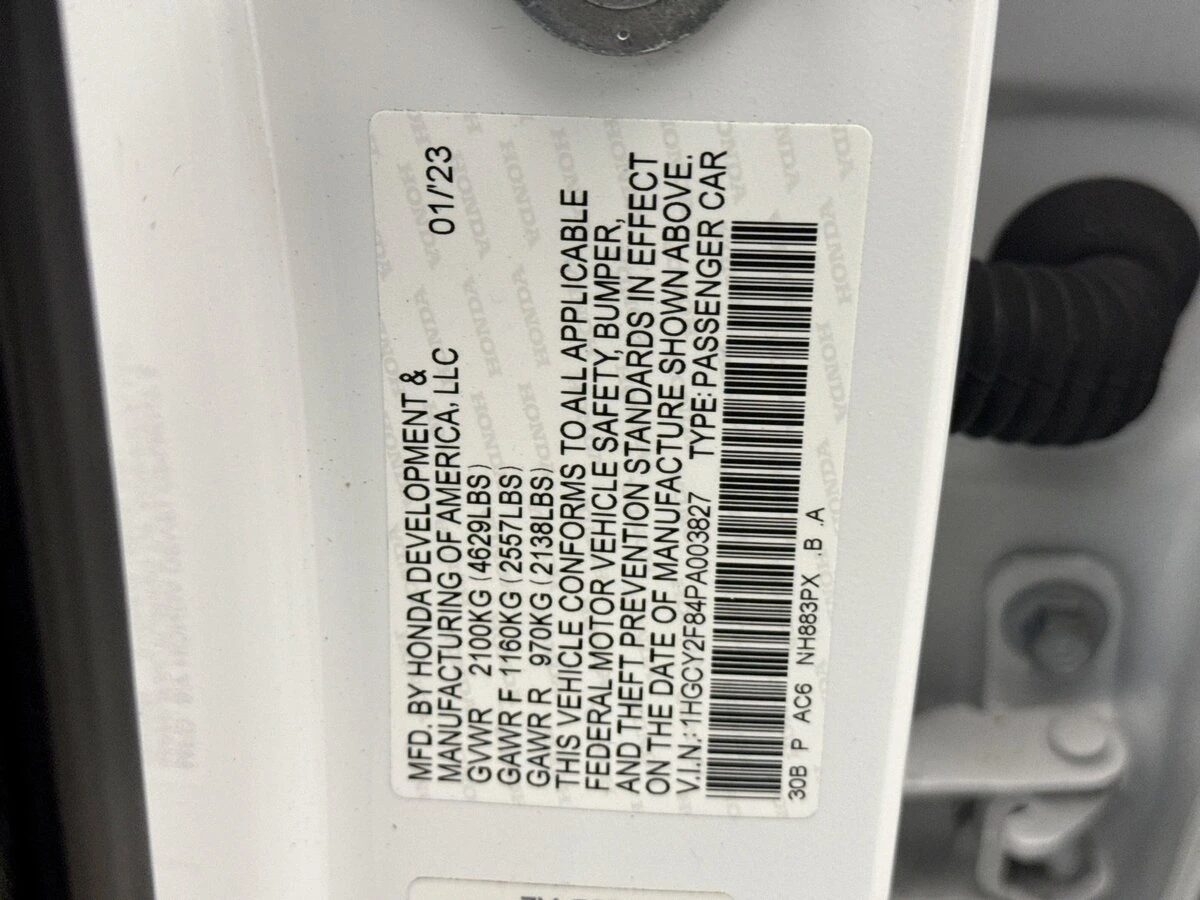 MFD. BY HONDA DEVELOPMENT &
MANUFACTURING OF AMERICA, LLC 01/'23
GVWR 2100KG (4629LBS)
GAWR F 1160KG (2557LBS)
GAWR R 970KG (2138LBS)
THIS VEHICLE CONFORMS TO ALL APPLICABLE
FEDERAL MOTOR VEHICLE SAFETY, BUMPER,
AND THEFT PREVENTION STANDARDS IN EFFECT
ON THE DATE OF MANUFACTURE SHOWN ABOVE.
V.I.N.: 1HGCY2F84PA003827 TYPE: PASSENGER CAR
30B P AC6 NH883PX .B .A